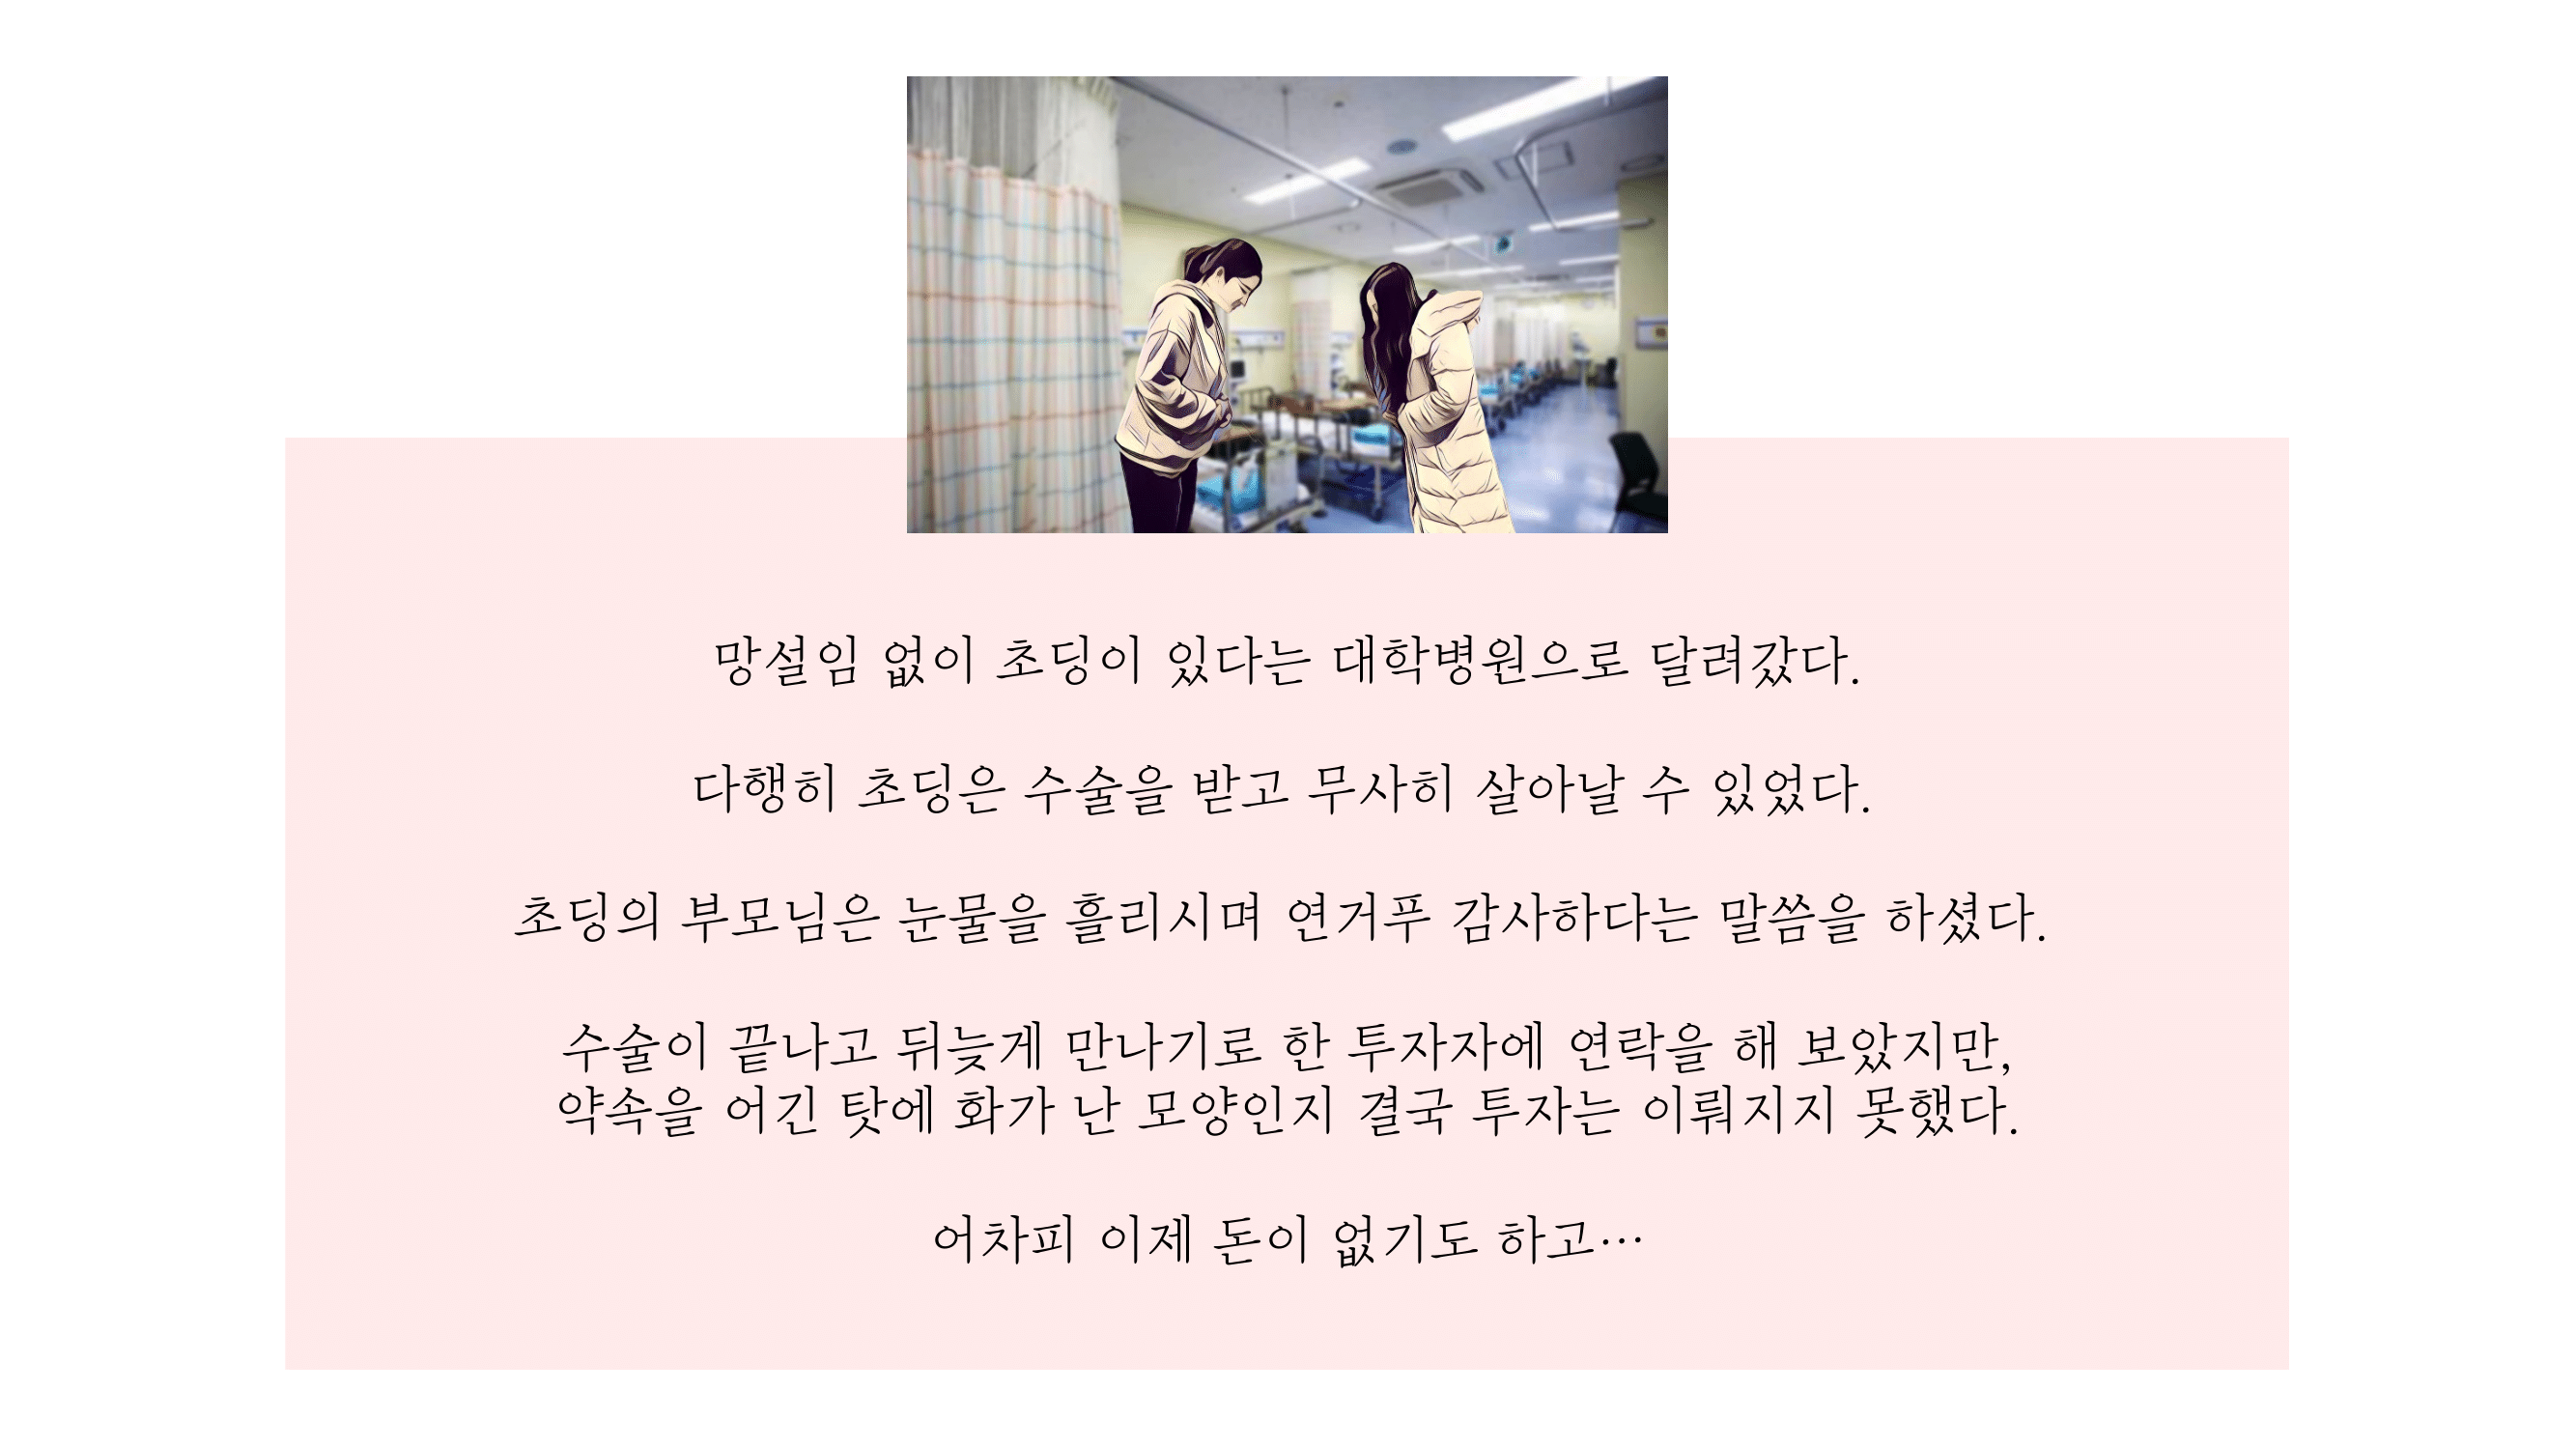 망설임 없이 초딩이 있다는 대학병원으로 달려갔다.
다행히 초딩은 수술을 받고 무사히 살아날 수 있었다.
초딩의 부모님은 눈물을 흘리시며 연거푸 감사하다는 말씀을 하셨다.
수술이 끝나고 뒤늦게 만나기로 한 투자자에 연락을 해 보았지만,
약속을 어긴 탓에 화가 난 모양인지 결국 투자는 이뤄지지 못했다.
어차피 이제 돈이 없기도 하고…